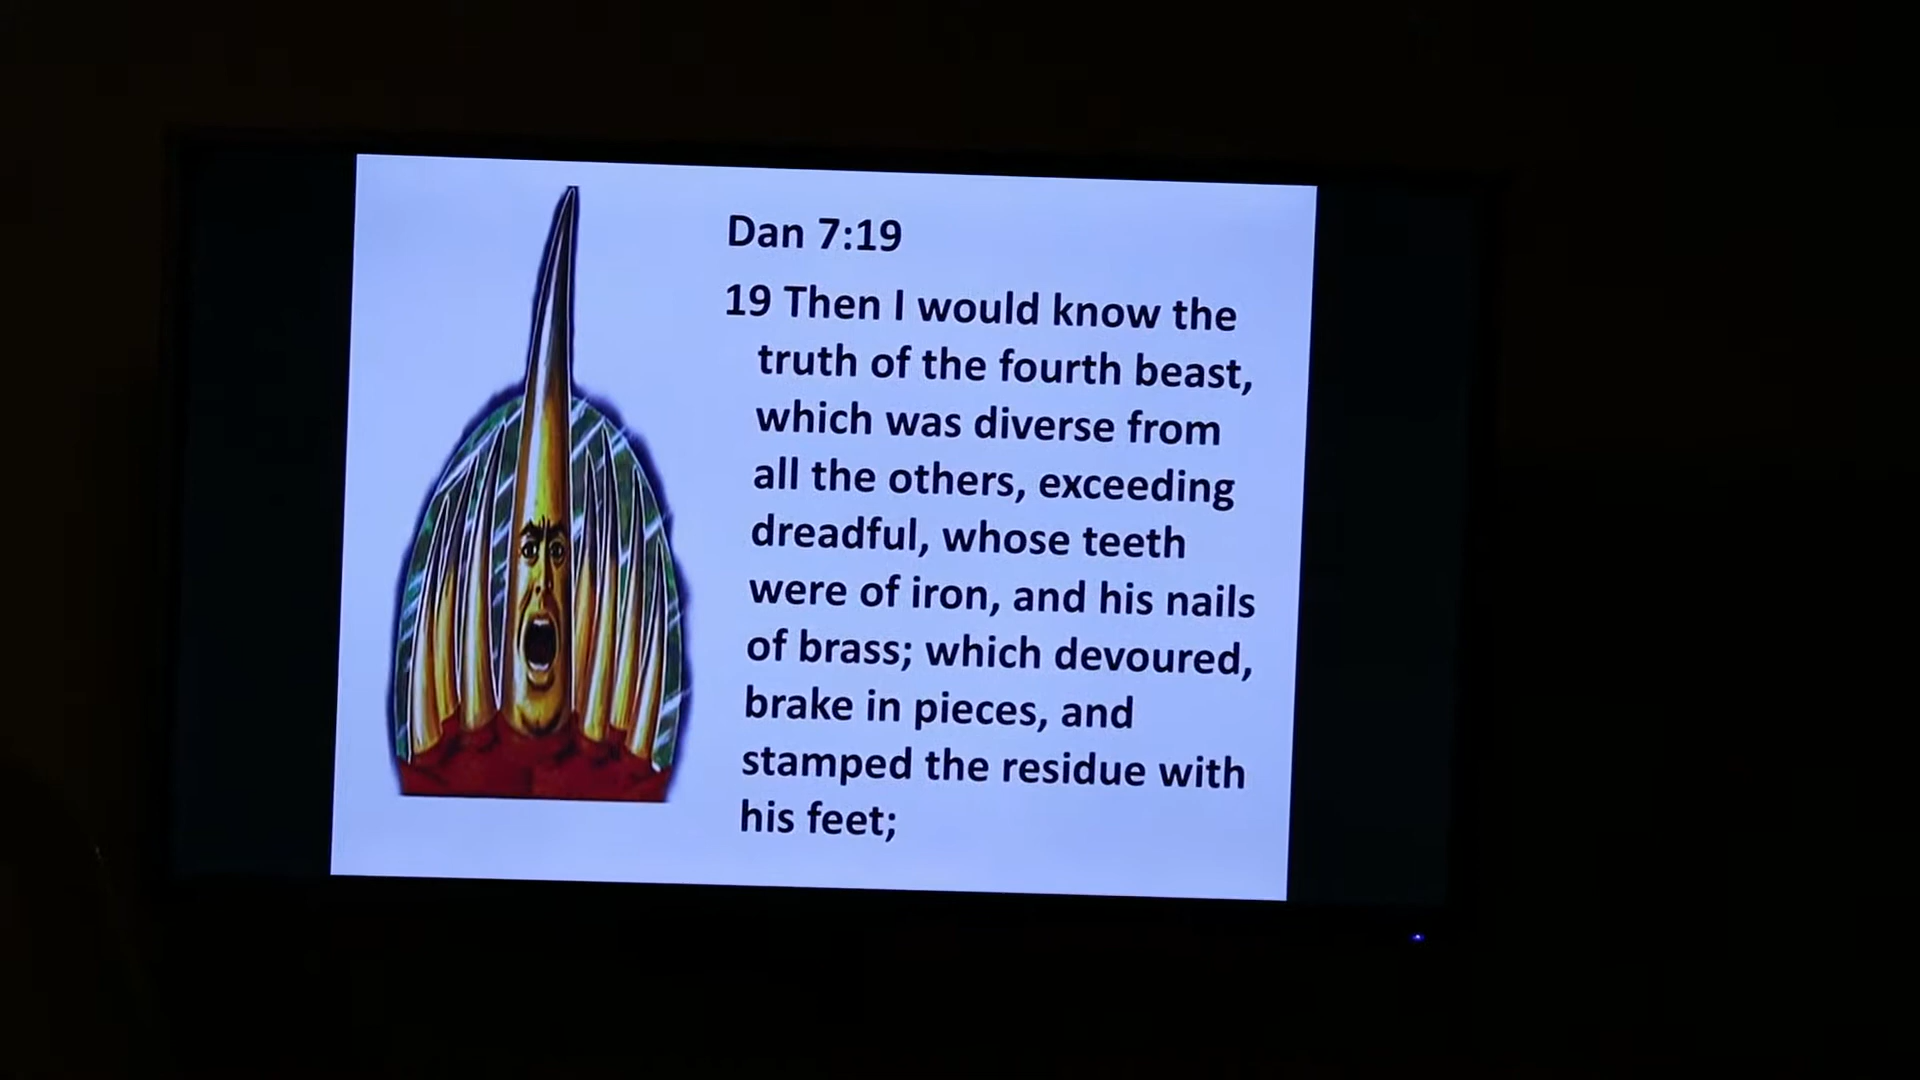 Dan 7:19
19 Then I would know the
truth of the fourth beast,
which was diverse from
all the others, exceeding
dreadful, whose teeth
were of iron, and his nails
of brass; which devoured,
brake in pieces, and
stamped the residue with
his feet;